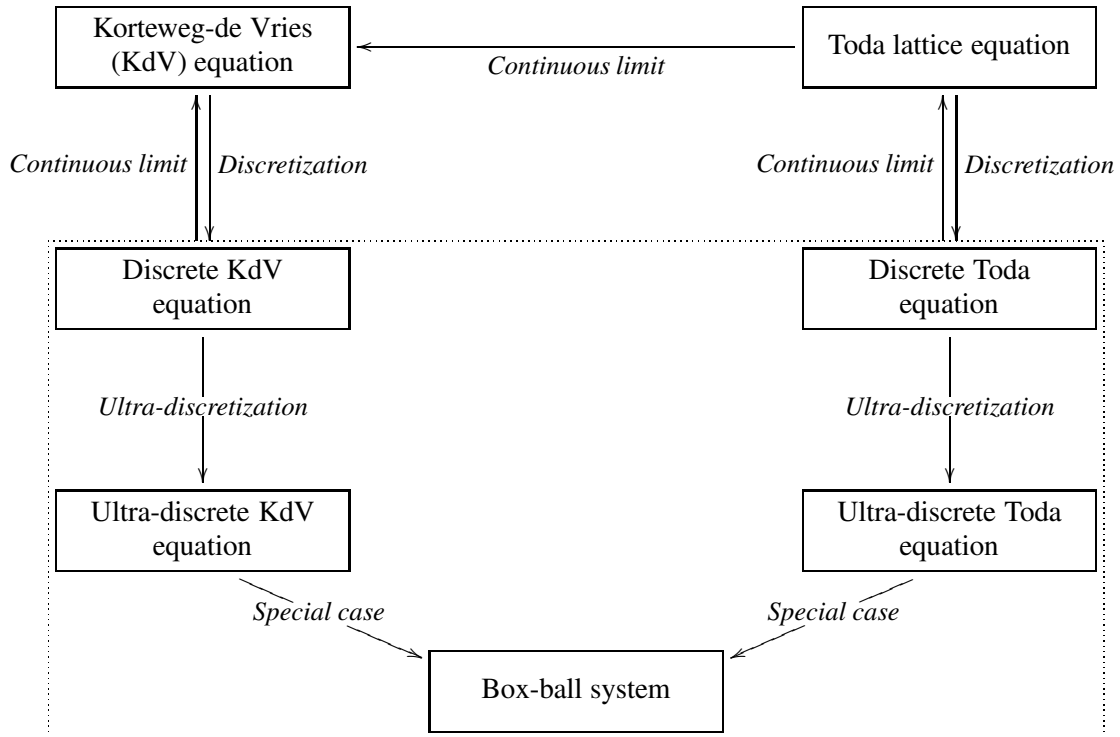 Korteweg-de Vries
(KdV) equation
Toda lattice equation
Continuous limit
Continuous limit
Discretization
Continuous limit
Discretization
Discrete KdV
equation
Discrete Toda
equation
Ultra-discretization
Ultra-discretization
Ultra-discrete KdV
equation
Ultra-discrete Toda
equation
Special case
Special case
Box-ball system